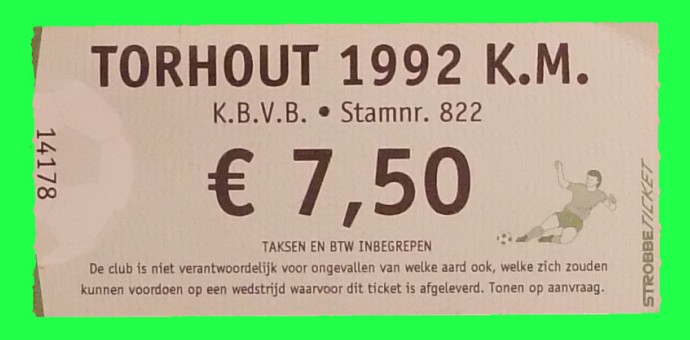 TORHOUT 1992 K.M.
K.B.V.B. • Stamnr. 822
€ 7,50
TAKSEN EN BTW INBEGREPEN
De club is niet verantwoordelijk voor ongevallen van welke aard ook, welke zich zouden
kunnen voordoen op een wedstrijd waarvoor dit ticket is afgeleverd. Tonen op aanvraag.
14178
STROBBETICKET